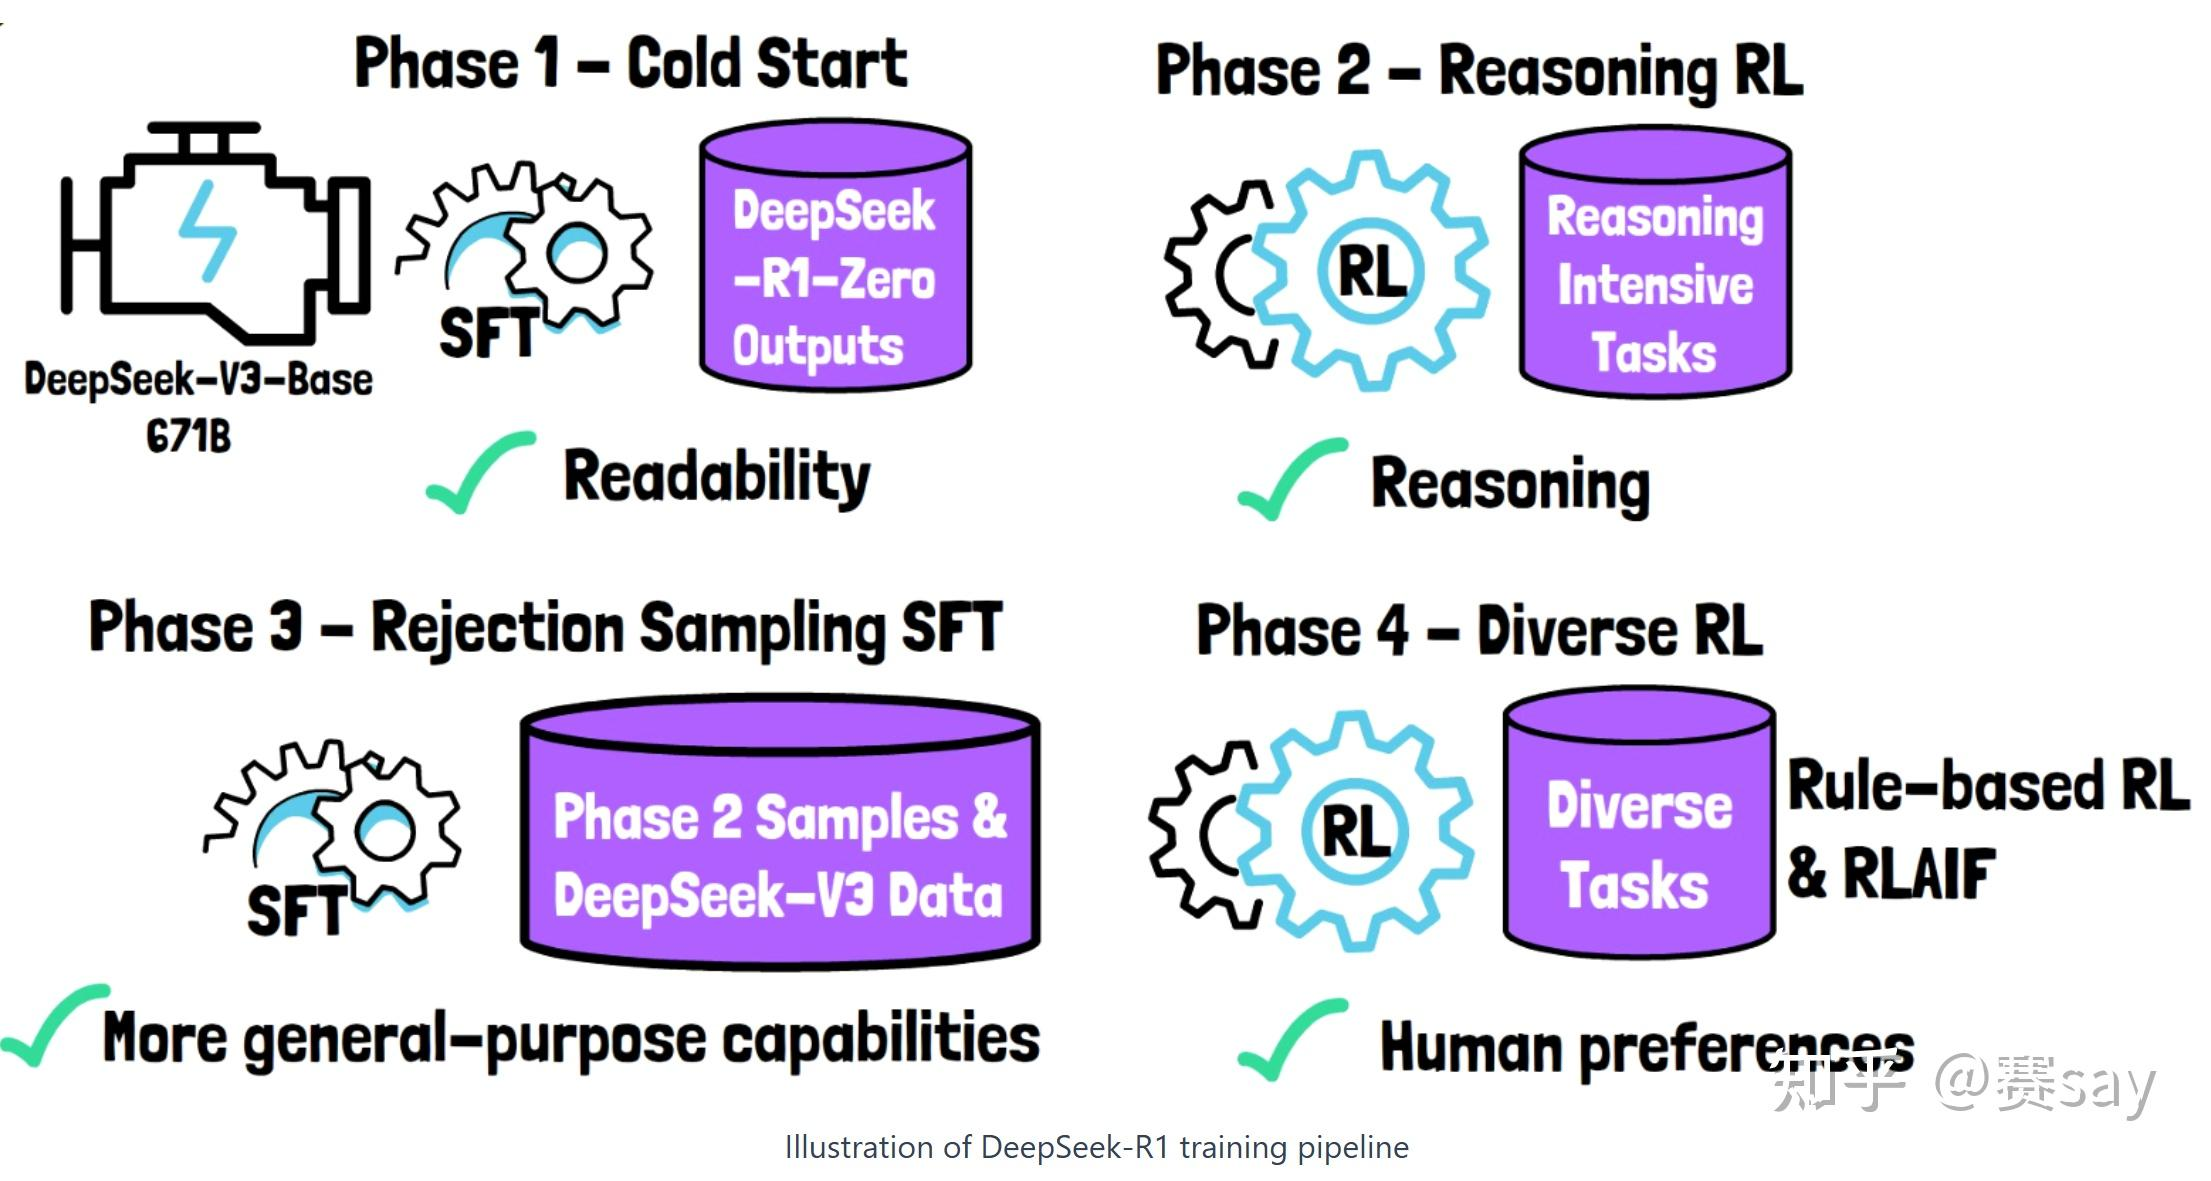 Phase 1 – Cold Start
DeepSeek–V3–Base
671B
SFT
DeepSeek
–R1–Zero
Outputs
Readability
Phase 2 – Reasoning RL
RL
Reasoning
Intensive
Tasks
Reasoning
Phase 3 – Rejection Sampling SFT
SFT
Phase 2 Samples &
DeepSeek–V3 Data
More general–purpose capabilities
Phase 4 – Diverse RL
RL
Diverse
Tasks
Rule–based RL
& RLAIF
Human preferences
知乎 @赛say
Illustration of DeepSeek-R1 training pipeline